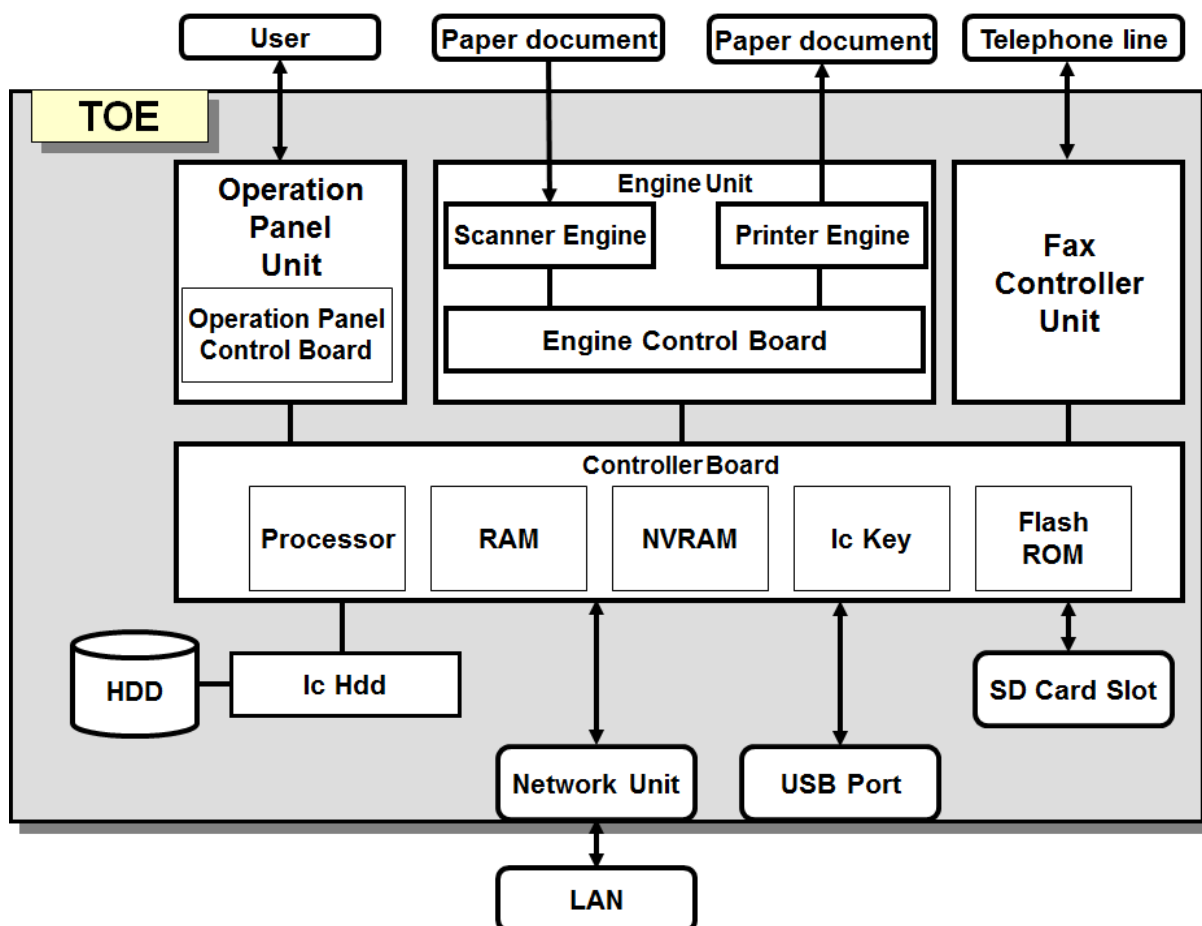 User
Paper document
Paper document
Telephone line
TOE
Operation
Panel
Unit
Operation Panel
Control Board
Engine Unit
Scanner Engine
Printer Engine
Engine Control Board
Fax
Controller
Unit
Controller Board
Processor
RAM
NVRAM
Ic Key
Flash
ROM
HDD
Ic Hdd
SD Card Slot
Network Unit
USB Port
LAN